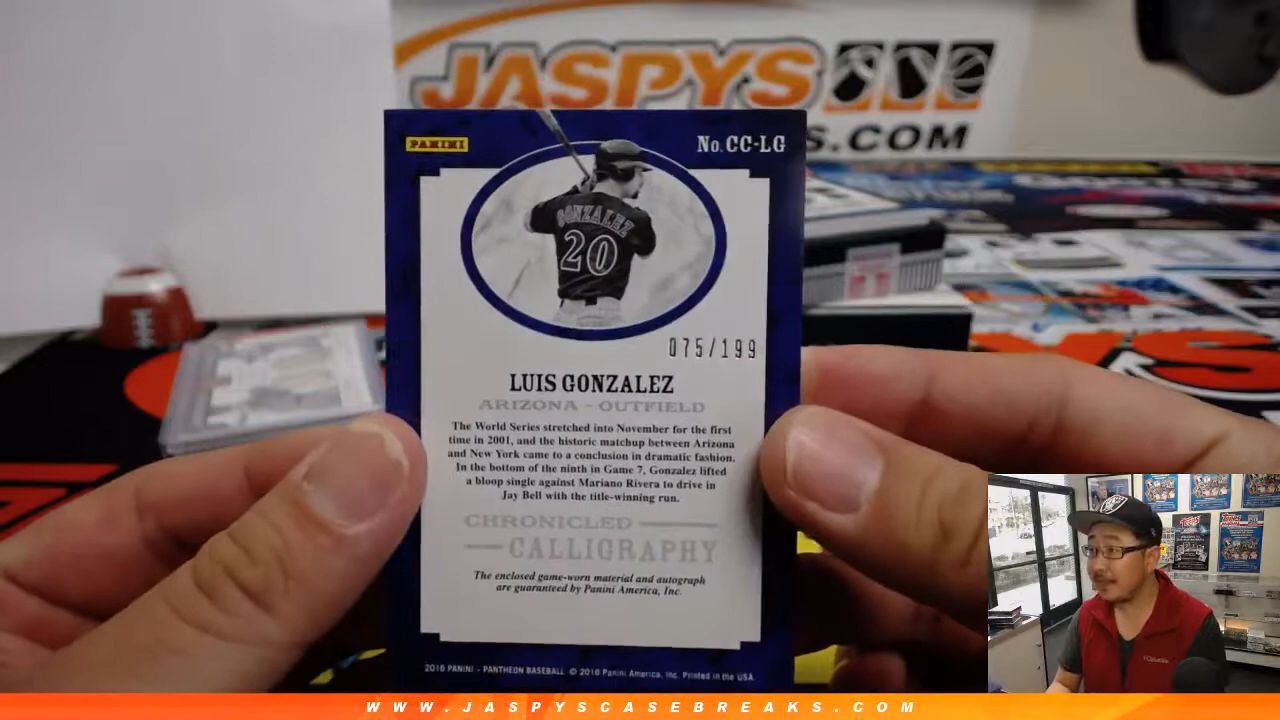 JASPYS
S.COM
PANINI
No. CC-LG
GONZALEZ
20
075/199
LUIS GONZALEZ
ARIZONA - OUTFIELD
The World Series stretched into November for the first
time in 2001, and the historic matchup between Arizona
and New York came to a conclusion in dramatic fashion.
In the bottom of the ninth in Game 7, Gonzalez lifted
a bloop single against Mariano Rivera to drive in
Jay Bell with the title-winning run.
CHRONICLED
CALLIGRAPHY
The enclosed game-worn material and autograph
are guaranteed by Panini America, Inc.
2016 PANINI - PANTHEON BASEBALL © 2016 Panini America, Inc. Printed in the USA.
YS
Columbia
WWW.JASPYSCASEBREAKS.COM